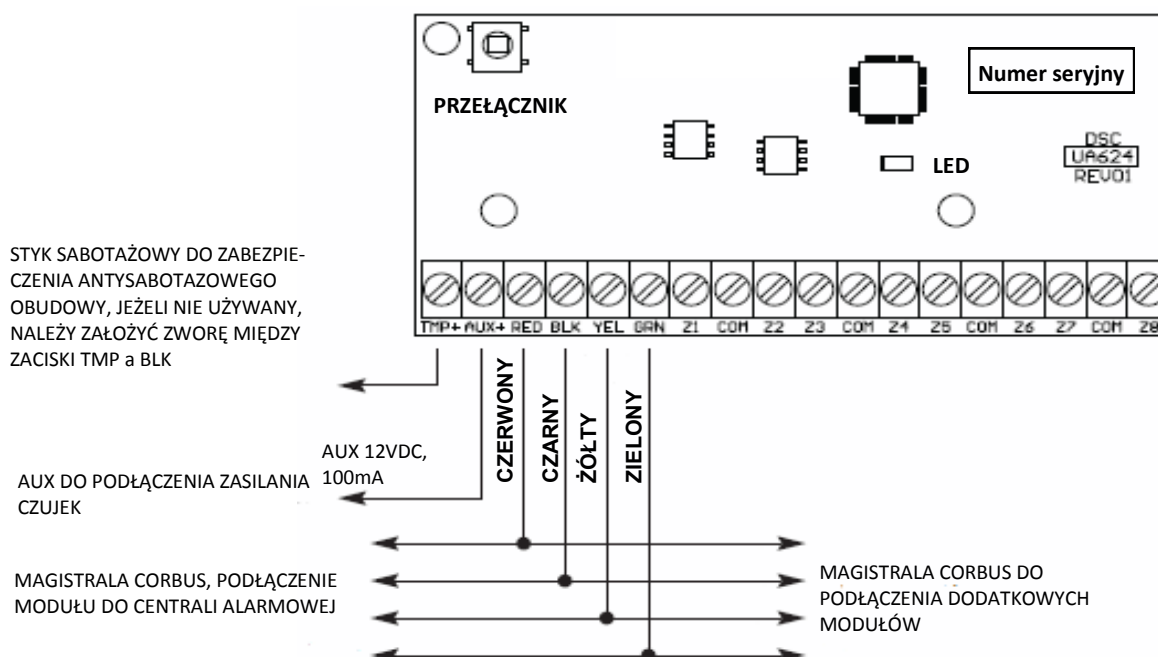 PRZEŁĄCZNIK
Numer seryjny
LED
DSC
UA624
REV01
STYK SABOTAŻOWY DO ZABEZPIE-
CZENIA ANTYSABOTAZOWEGO
OBUDOWY, JEŻELI NIE UŻYWANY,
NALEŻY ZAŁOŻYĆ ZWORĘ MIĘDZY
ZACISKI TMP a BLK
TMP+ AUX+ RED BLK YEL GRN Z1 COM Z2 Z3 COM Z4 Z5 COM Z6 Z7 COM Z8
CZERWONY
CZARNY
ŻÓŁTY
ZIELONY
AUX 12VDC,
100mA
AUX DO PODŁĄCZENIA ZASILANIA
CZUJEK
MAGISTRALA CORBUS, PODŁĄCZENIE
MODUŁU DO CENTRALI ALARMOWEJ
MAGISTRALA CORBUS DO
PODŁĄCZENIA DODATKOWYCH
MODUŁÓW